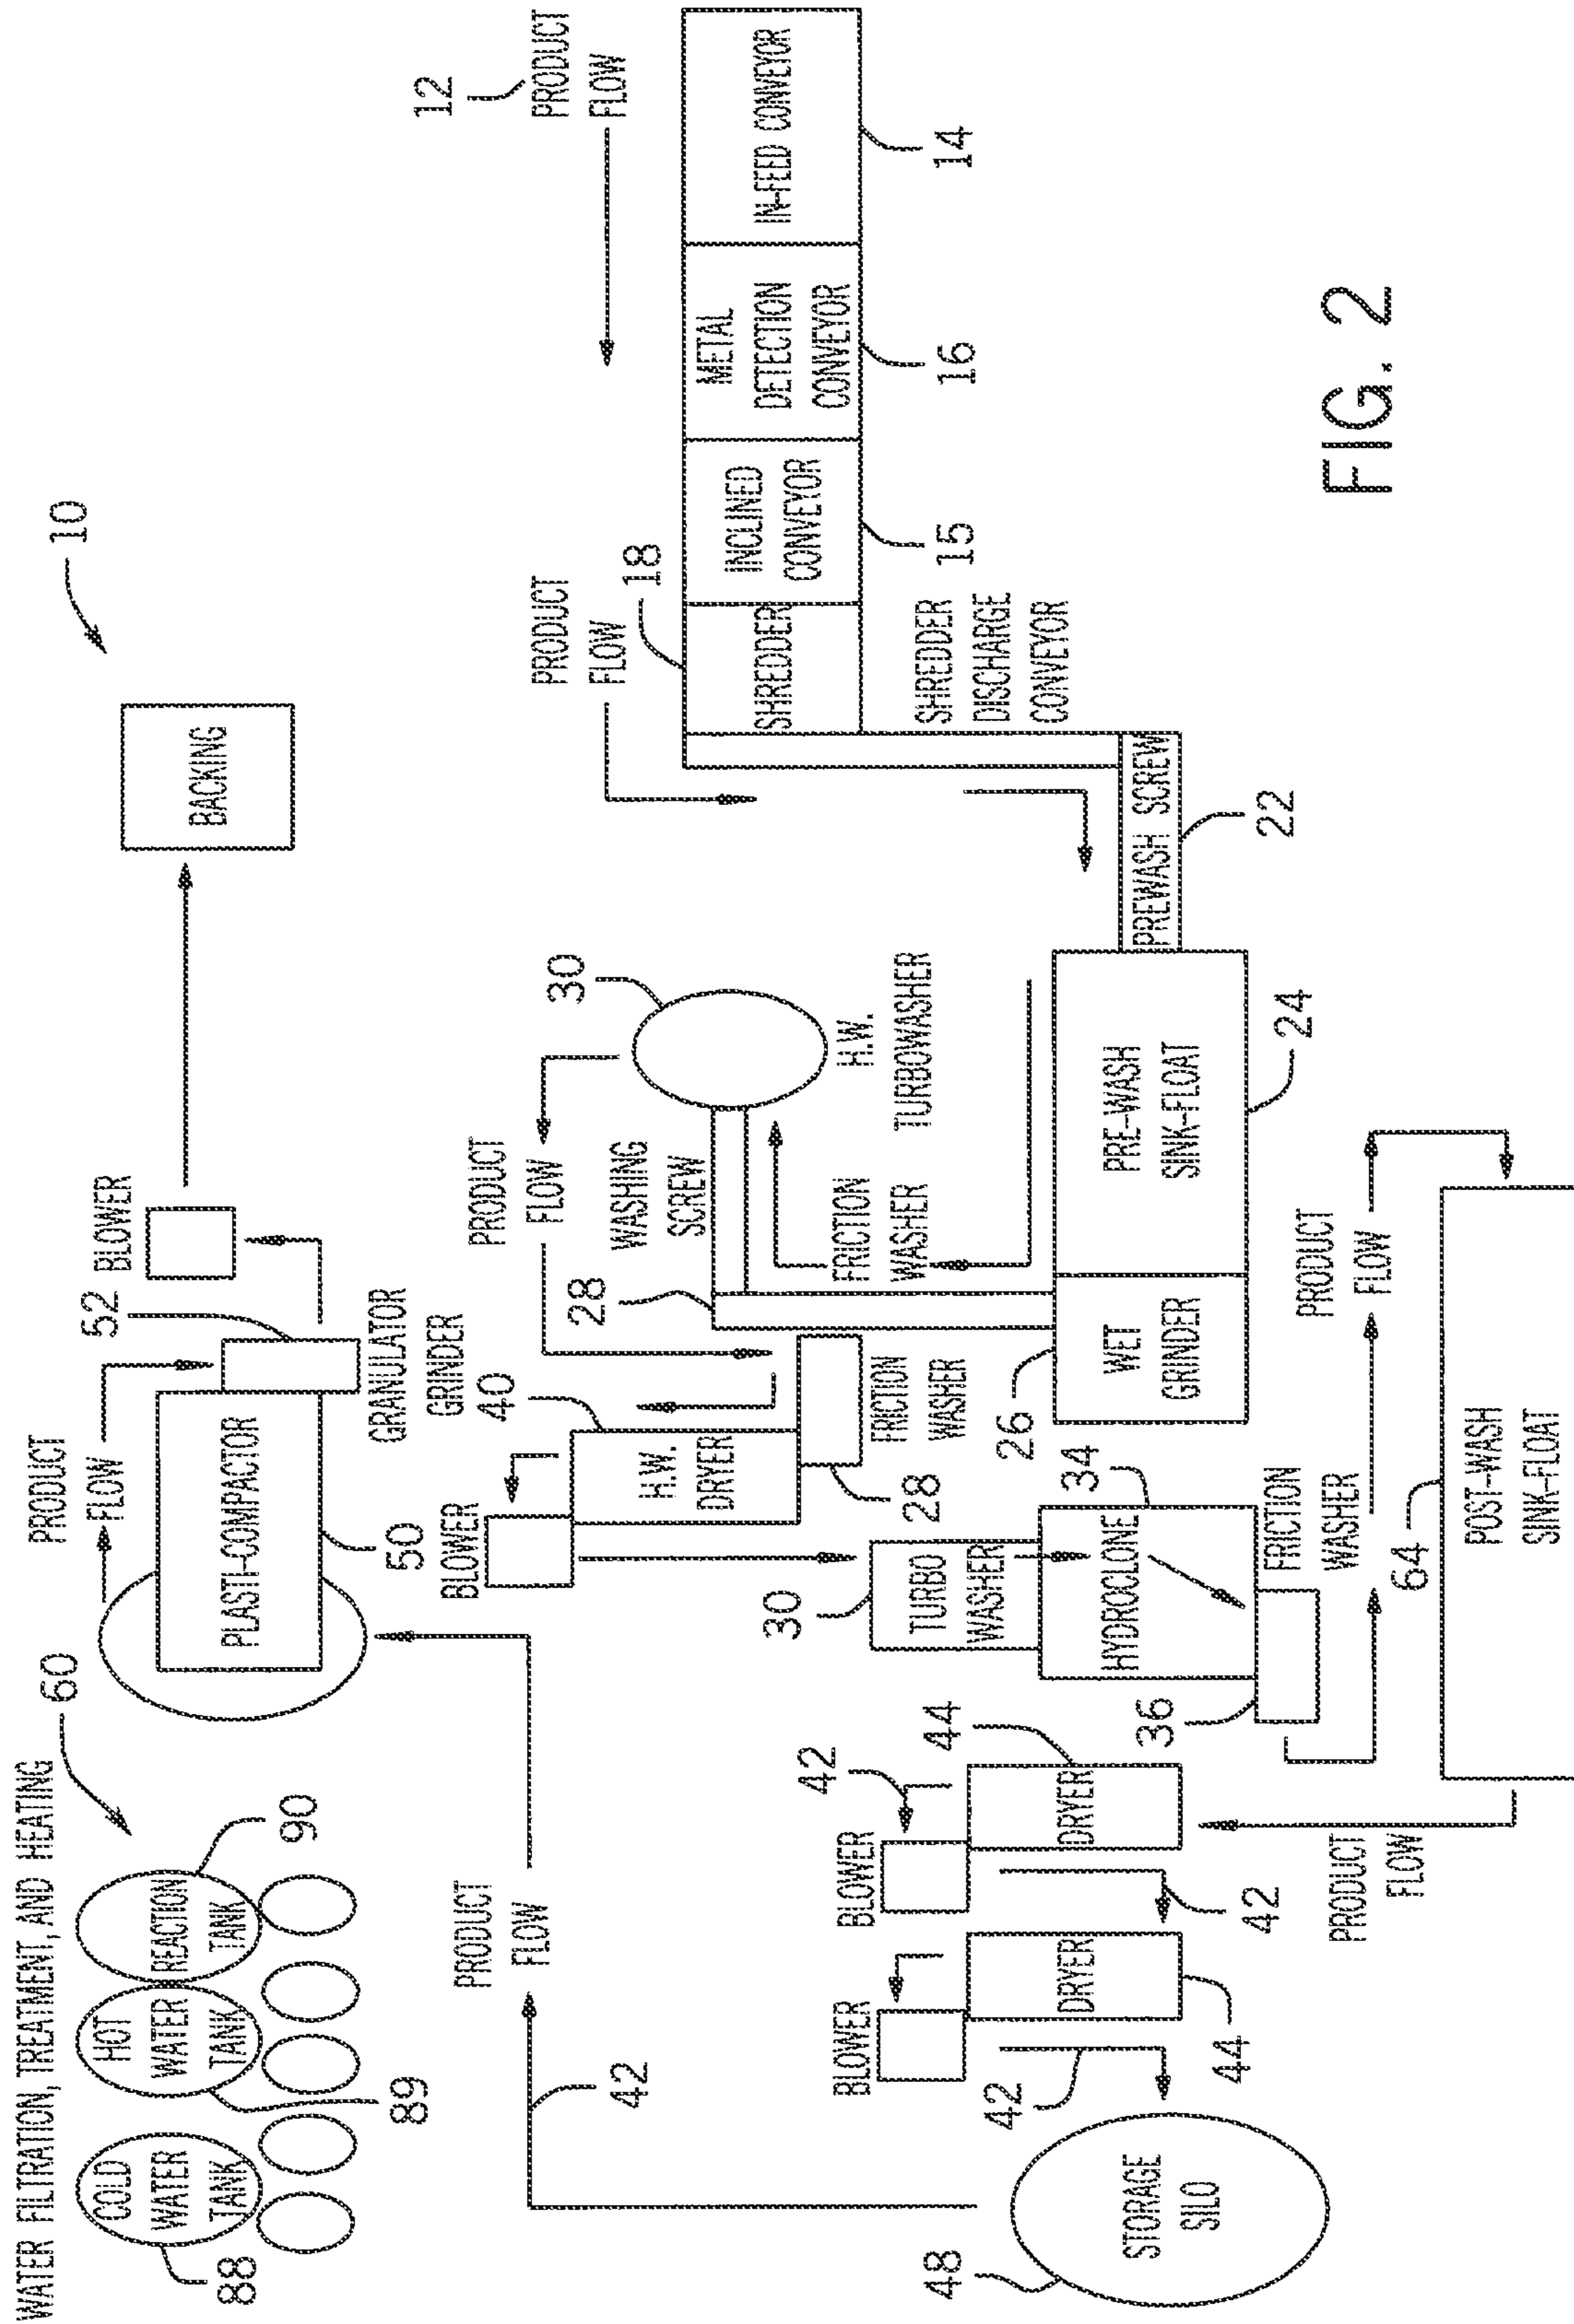 WATER FILTRATION, TREATMENT, AND HEATING
60
10
COLD
WATER
TANK
88
HOT
WATER
TANK
89
REACTION
TANK
90
PRODUCT
FLOW
PLASTI-COMPACTOR
50
52
GRANULATOR
GRINDER
BLOWER
BACKING
12
PRODUCT
FLOW
IN-FEED CONVEYOR
14
METAL
DETECTION
CONVEYOR
16
INCLINED
CONVEYOR
15
PRODUCT
FLOW
18
SHREDDER
SHREDDER
DISCHARGE
CONVEYOR
PREWASH SCREW
22
PRE-WASH
SINK-FLOAT
24
WET
GRINDER
26
FRICTION
WASHER
28
WASHING
SCREW
30
H.W.
TURBOWASHER
PRODUCT
FLOW
FRICTION
WASHER
28
40
H.W.
DRYER
BLOWER
30
TURBO
WASHER
HYDROCLONE
34
36
FRICTION
WASHER
PRODUCT
FLOW
64
POST-WASH
SINK-FLOAT
PRODUCT
FLOW
44
DRYER
42
BLOWER
42
DRYER
44
BLOWER
42
STORAGE
SILO
48
42
PRODUCT
FLOW
FIG. 2